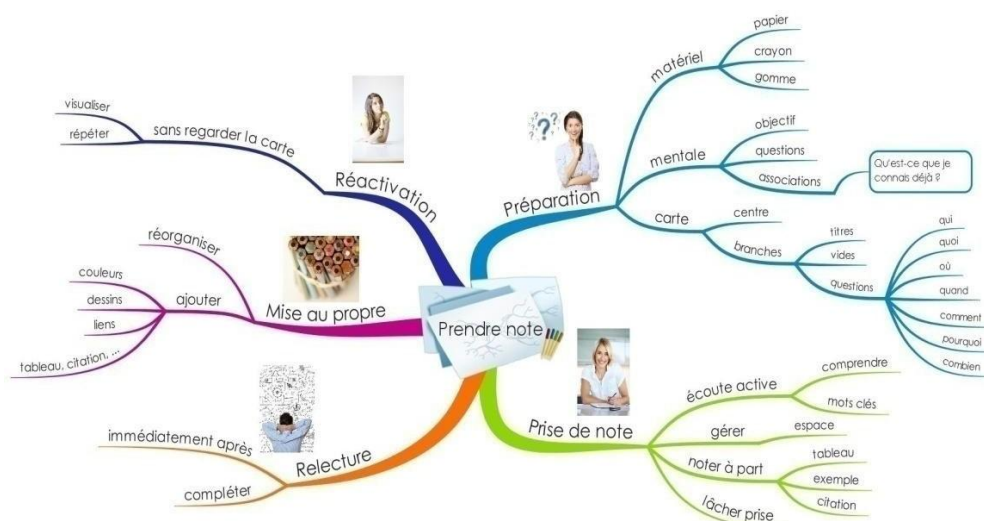 Prendre note
Préparation
matériel
papier
crayon
gomme
mentale
objectif
questions
associations
Qu'est-ce que je
connais déjà ?
carte
centre
branches
titres
vides
questions
qui
quoi
où
quand
comment
pourquoi
combien
Prise de note
écoute active
comprendre
mots clés
gérer
espace
noter à part
tableau
exemple
citation
lâcher prise
Relecture
immédiatement après
compléter
Mise au propre
réorganiser
ajouter
couleurs
dessins
liens
tableau, citation, ...
Réactivation
sans regarder la carte
visualiser
répéter